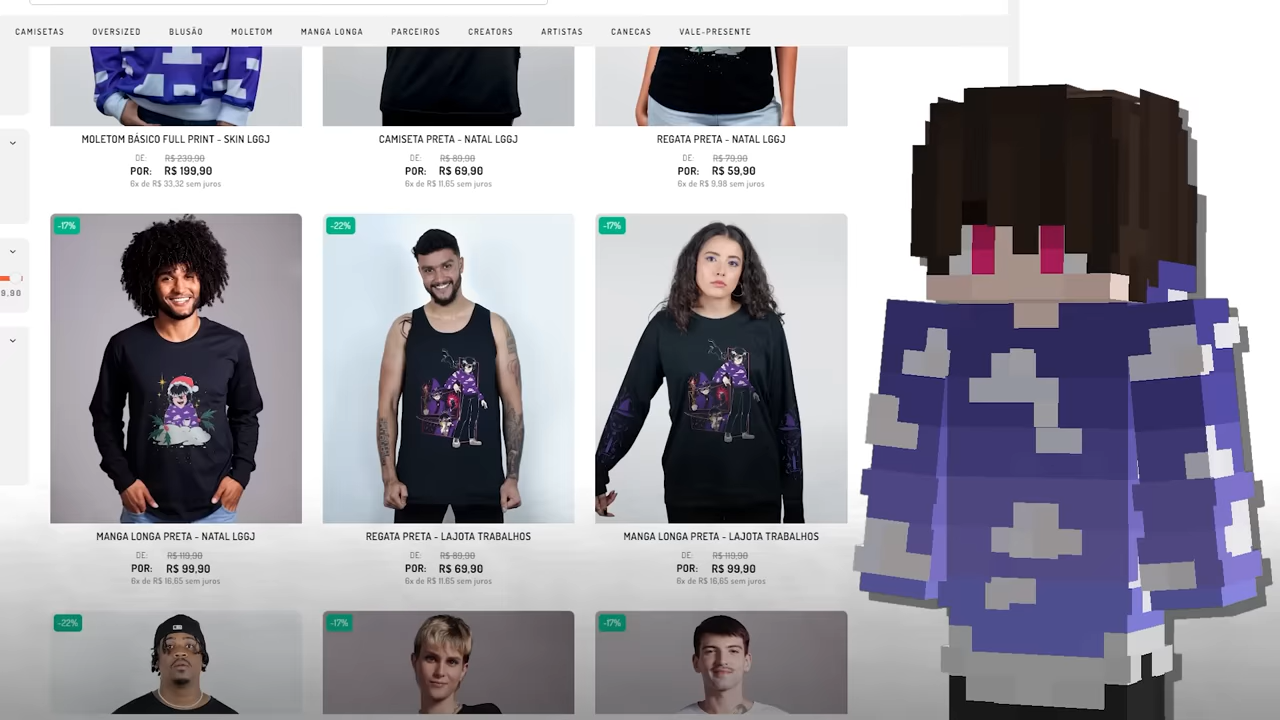 CAMISETAS OVERSIZED BLUSÃO MOLETOM MANGA LONGA PARCEIROS CREATORS ARTISTAS CANECAS VALE-PRESENTE
MOLETOM BÁSICO FULL PRINT - SKIN LGGJ
DE: R$ 239,90
POR: R$ 199,90
6x de R$ 33,32 sem juros
CAMISETA PRETA - NATAL LGGJ
DE: R$ 89,90
POR: R$ 69,90
6x de R$ 11,65 sem juros
REGATA PRETA - NATAL LGGJ
DE: R$ 79,90
POR: R$ 59,90
6x de R$ 9,98 sem juros
9,90
-17%
MANGA LONGA PRETA - NATAL LGGJ
DE: R$ 119,90
POR: R$ 99,90
6x de R$ 16,65 sem juros
-22%
REGATA PRETA - LAJOTA TRABALHOS
DE: R$ 89,90
POR: R$ 69,90
6x de R$ 11,65 sem juros
-17%
MANGA LONGA PRETA - LAJOTA TRABALHOS
DE: R$ 119,90
POR: R$ 99,90
6x de R$ 16,65 sem juros
-22%
-17%
-17%